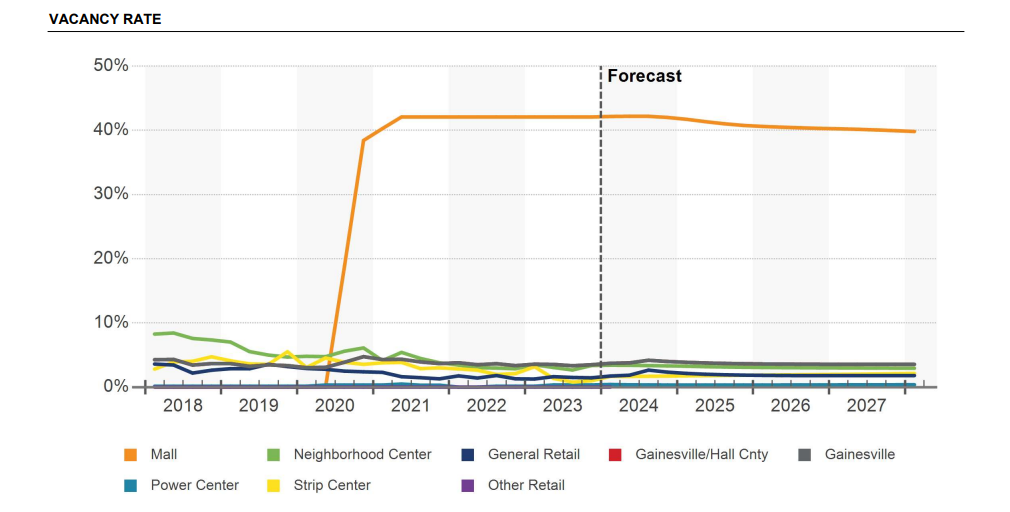 VACANCY RATE
50%
Forecast
40%
30%
20%
10%
0%
2018 2019 2020 2021 2022 2023 2024 2025 2026 2027
Mall Neighborhood Center General Retail Gainesville/Hall Cnty Gainesville
Power Center Strip Center Other Retail